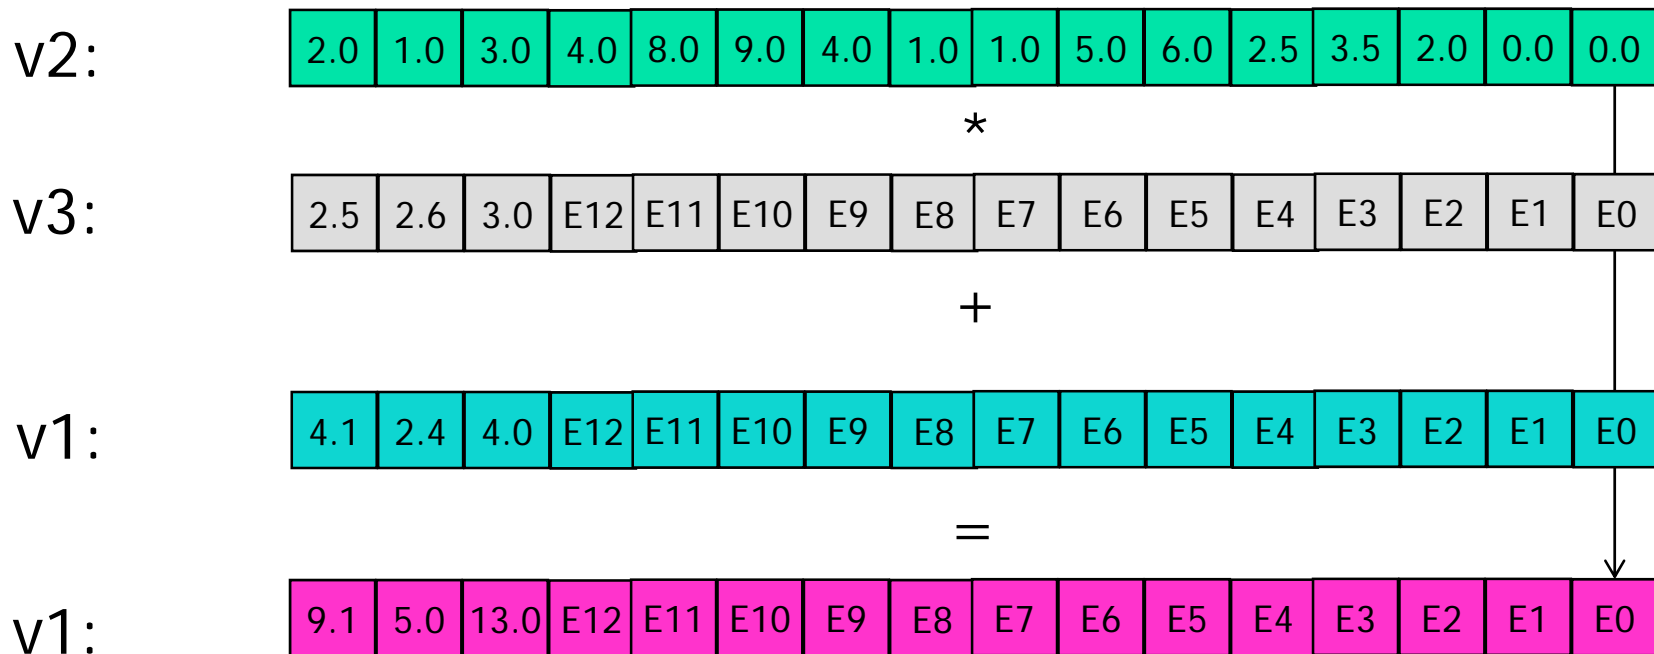 v2: 2.0 1.0 3.0 4.0 8.0 9.0 4.0 1.0 1.0 5.0 6.0 2.5 3.5 2.0 0.0 0.0
*
v3: 2.5 2.6 3.0 E12 E11 E10 E9 E8 E7 E6 E5 E4 E3 E2 E1 E0
+
v1: 4.1 2.4 4.0 E12 E11 E10 E9 E8 E7 E6 E5 E4 E3 E2 E1 E0
=
v1: 9.1 5.0 13.0 E12 E11 E10 E9 E8 E7 E6 E5 E4 E3 E2 E1 E0